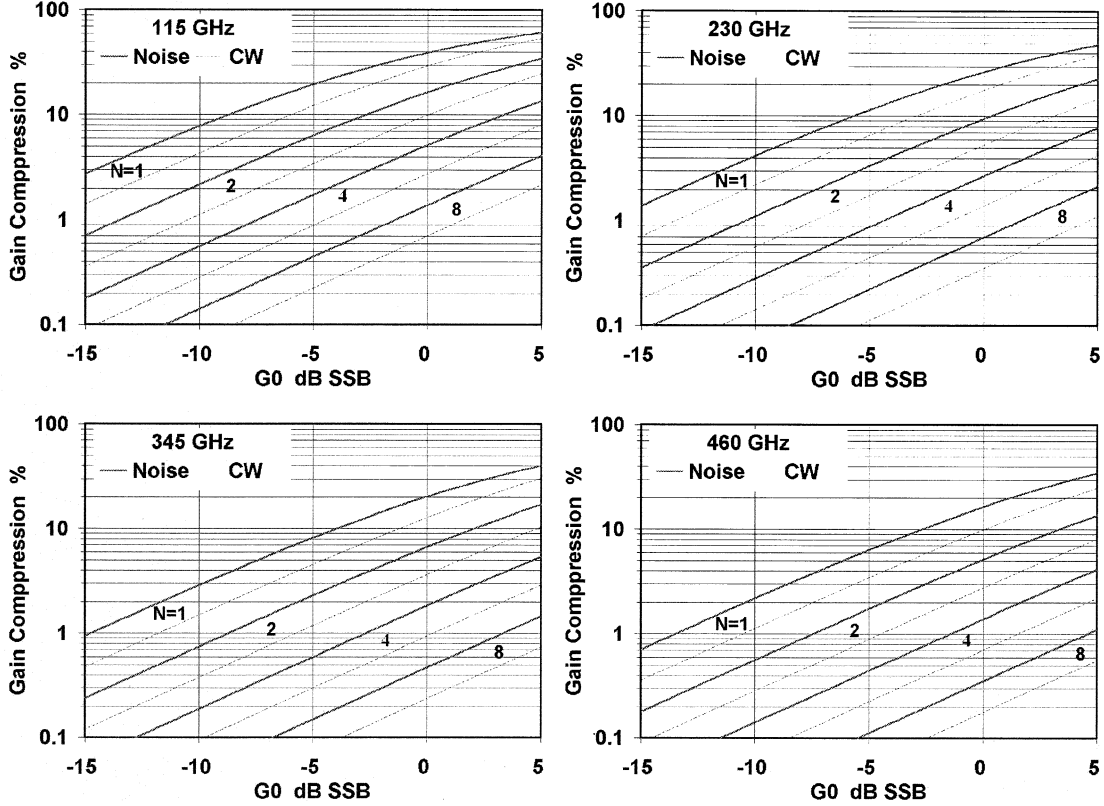 115 GHz
Noise CW
N=1
2
4
8
Gain Comppression %
100
10
1
0.1
-15 -10 -5 0 5
G0 dB SSB
230 GHz
Noise CW
N=1
2
4
8
Gain Comppression %
100
10
1
0.1
-15 -10 -5 0 5
G0 dB SSB
345 GHz
Noise CW
N=1
2
4
8
Gain Comppression %
100
10
1
0.1
-15 -10 -5 0 5
G0 dB SSB
460 GHz
Noise CW
N=1
2
4
8
Gain Comppression %
100
10
1
0.1
-15 -10 -5 0 5
G0 dB SSB